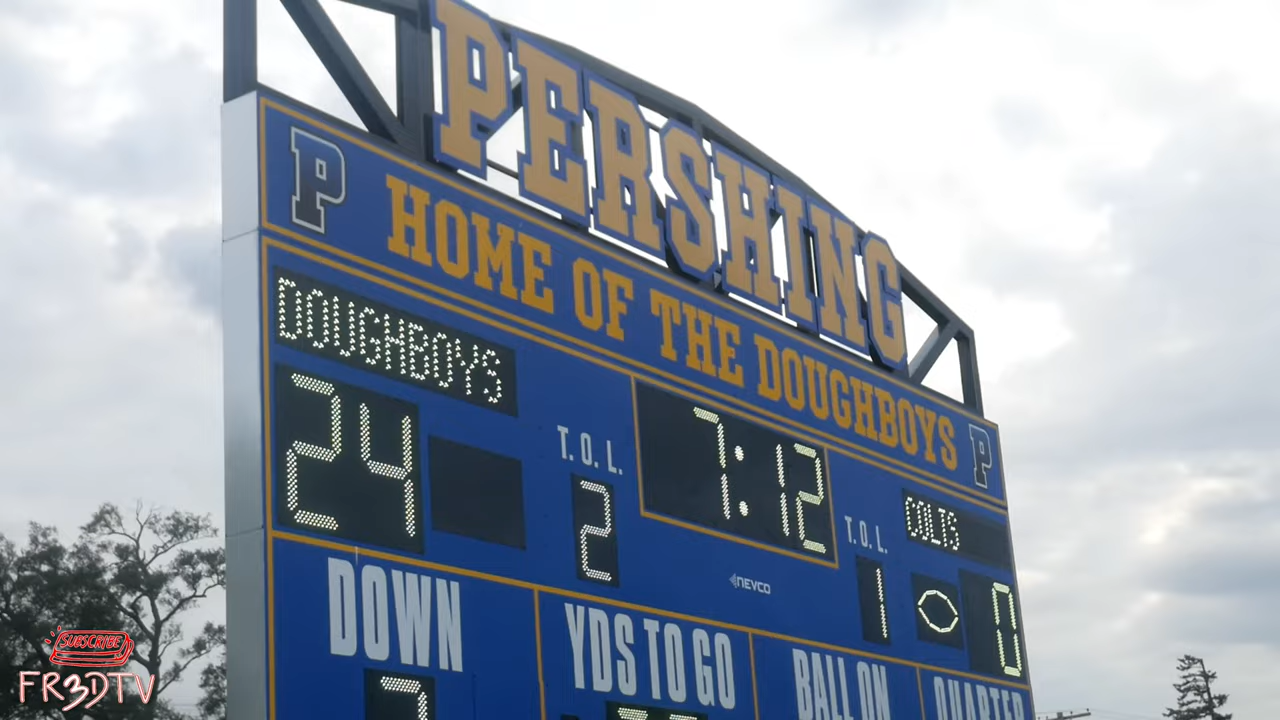 PERSHING
P HOME OF THE DOUGHBOYS P
DOUGHBOYS
24
T.O.L.
2
7:12
COLTS
T.O.L.
1
0
NEVCO
DOWN
YDS TO GO
BALL ON
QUARTER
SUBSCRIBE
FR3DTV